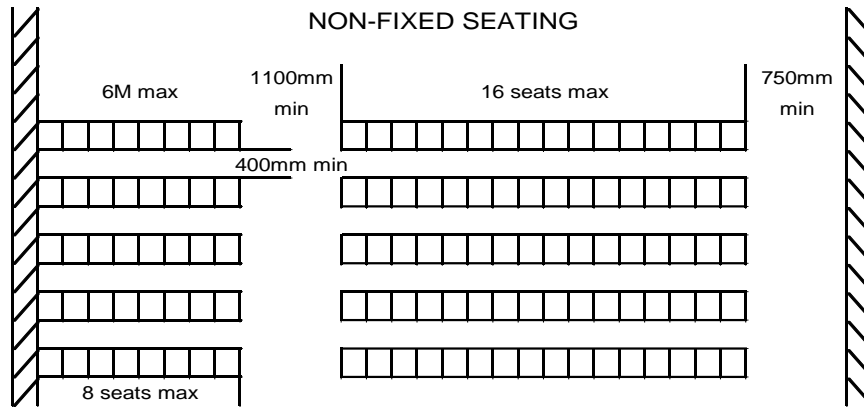 NON-FIXED SEATING
6M max
1100mm
min
16 seats max
750mm
min
400mm min
8 seats max